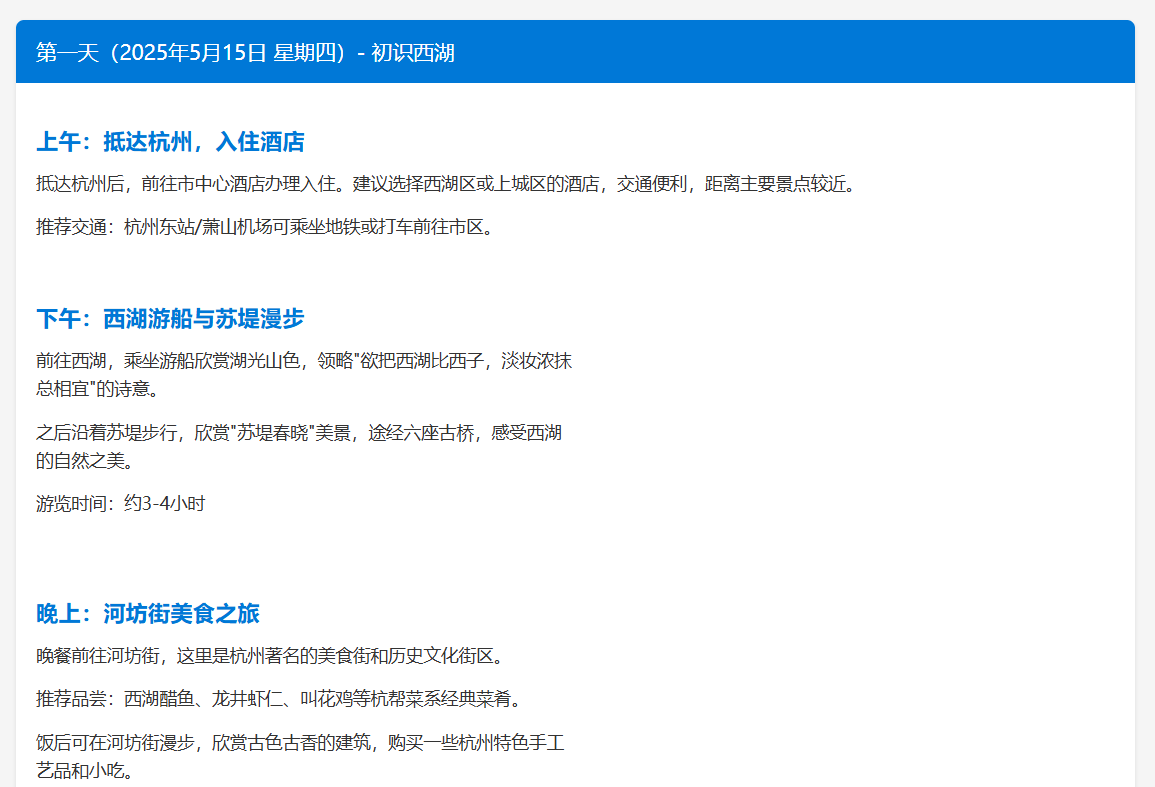 第一天（2025年5月15日 星期四）- 初识西湖
上午：抵达杭州，入住酒店
抵达杭州后，前往市中心酒店办理入住。建议选择西湖区或上城区的酒店，交通便利，距离主要景点较近。
推荐交通：杭州东站/萧山机场可乘坐地铁或打车前往市区。
下午：西湖游船与苏堤漫步
前往西湖，乘坐游船欣赏湖光山色，领略"欲把西湖比西子，淡妆浓抹
总相宜"的诗意。
之后沿着苏堤步行，欣赏"苏堤春晓"美景，途经六座古桥，感受西湖
的自然之美。
游览时间：约3-4小时
晚上：河坊街美食之旅
晚餐前往河坊街，这里是杭州著名的美食街和历史文化街区。
推荐品尝：西湖醋鱼、龙井虾仁、叫花鸡等杭帮菜系经典菜肴。
饭后可在河坊街漫步，欣赏古色古香的建筑，购买一些杭州特色手工
艺品和小吃。